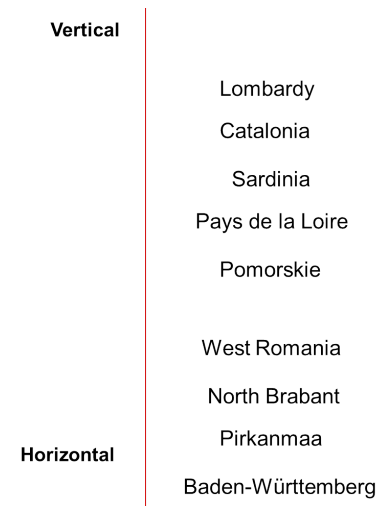 Vertical
Lombardy
Catalonia
Sardinia
Pays de la Loire
Pomorskie
West Romania
North Brabant
Pirkanmaa
Horizontal
Baden-Württemberg